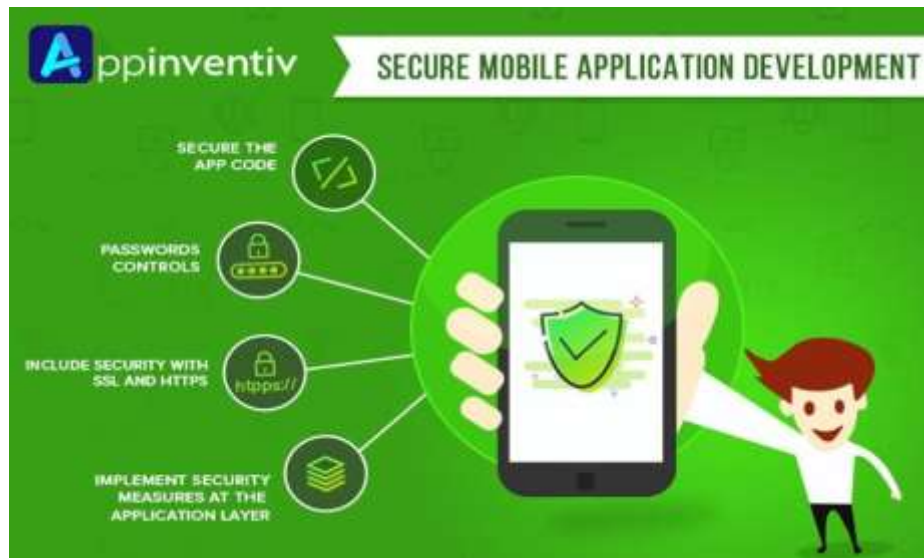 Appinventiv
SECURE MOBILE APPLICATION DEVELOPMENT
SECURE THE
APP CODE
PASSWORDS
CONTROLS
****
INCLUDE SECURITY WITH
SSL AND HTTPS
htpps://
IMPLEMENT SECURITY
MEASURES AT THE
APPLICATION LAYER